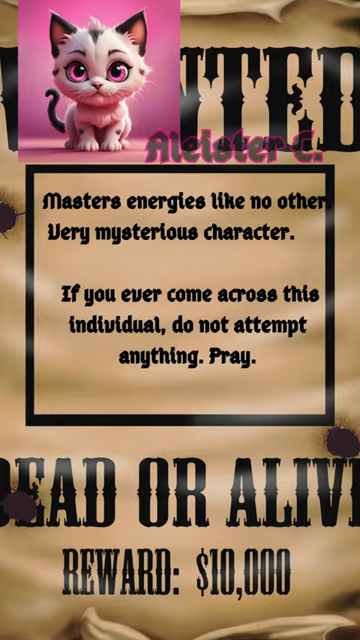 WANTED
Aleister C.
Masters energies like no other.
Very mysterious character.
If you ever come across this
individual, do not attempt
anything. Pray.
DEAD OR ALIVE
REWARD: $10,000